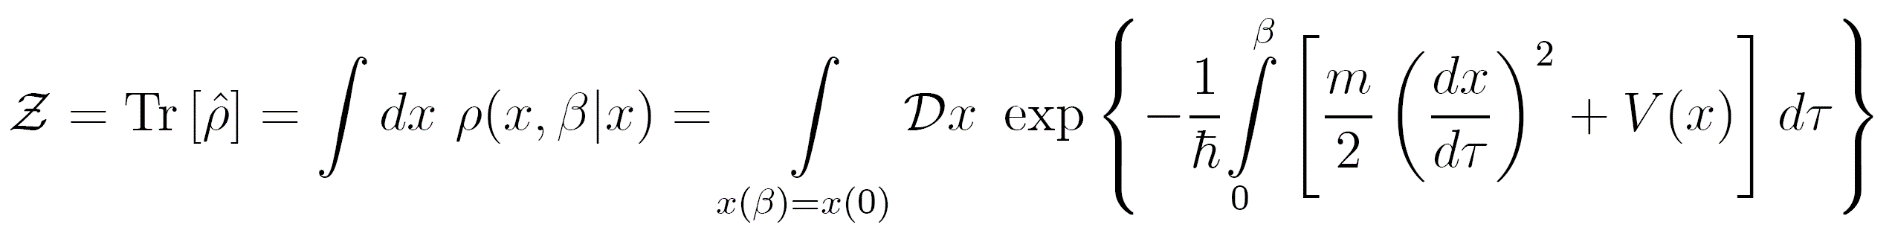 𝒵 = Tr [ρ̂] = ∫ dx ρ(x, β|x) = ∫_{x(β)=x(0)} 𝒟x exp { −1/ħ ∫_0^β [ m/2 (dx/dτ)^2 + V(x) ] dτ }